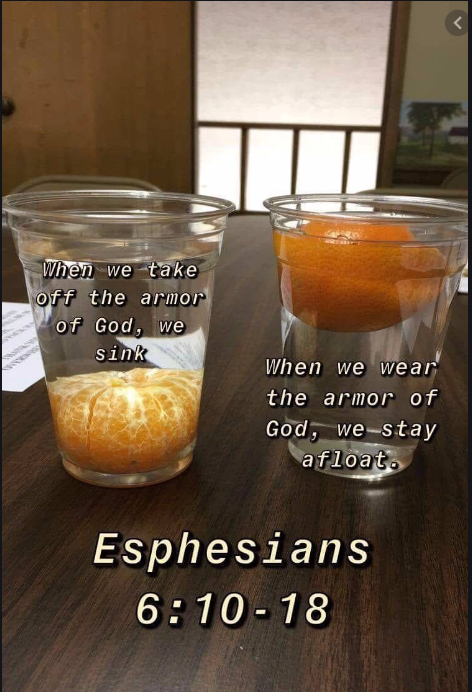 When we take
off the armor
of God, we
sink
When we wear
the armor of
God, we stay
afloat.
Esphesians
6:10-18